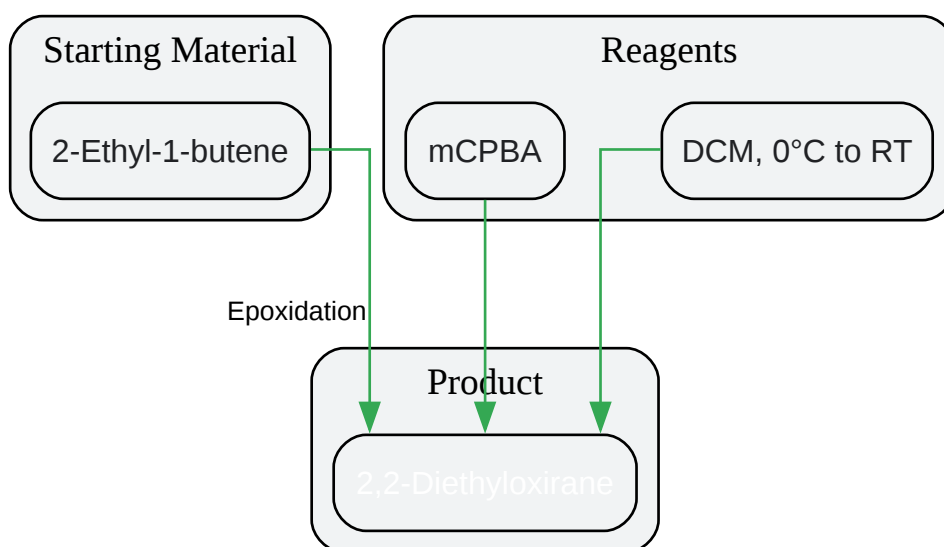 Starting Material
Reagents
2-Ethyl-1-butene
mCPBA
DCM, 0°C to RT
Epoxidation
Product
2,2-Diethyloxirane